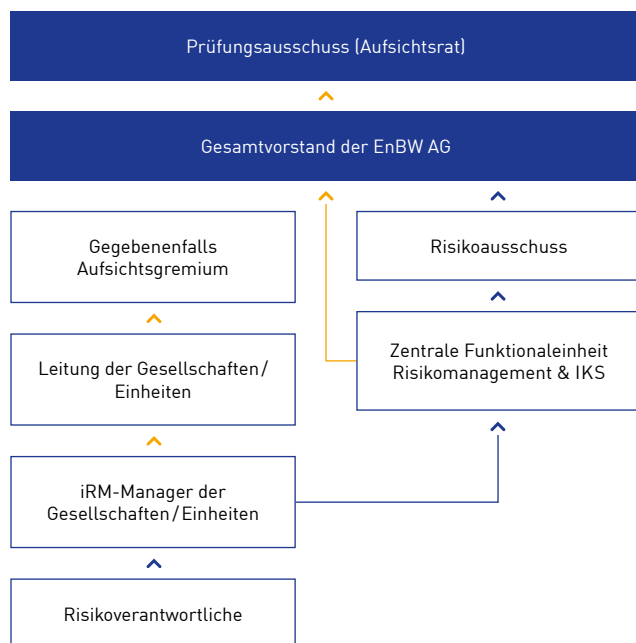 Prüfungsausschuss (Aufsichtsrat)
Gesamtvorstand der EnBW AG
Gegebenenfalls
Aufsichtsgremium
Risikoausschuss
Leitung der Gesellschaften/
Einheiten
Zentrale Funktionaleinheit
Risikomanagement & IKS
iRM-Manager der
Gesellschaften/Einheiten
Risikoverantwortliche